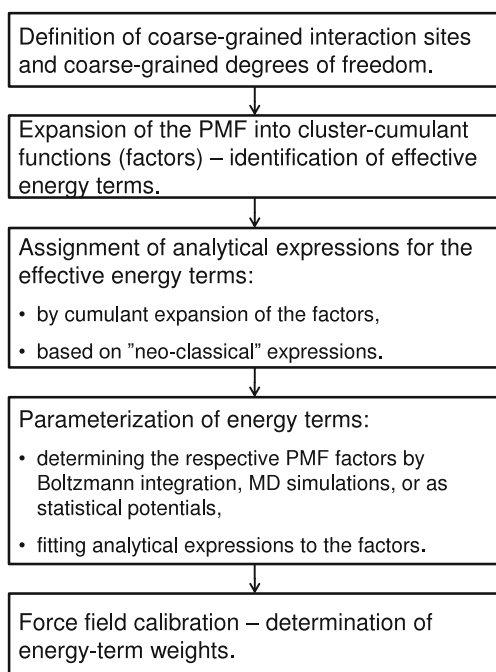 Definition of coarse-grained interaction sites
and coarse-grained degrees of freedom.
Expansion of the PMF into cluster-cumulant
functions (factors) – identification of effective
energy terms.
Assignment of analytical expressions for the
effective energy terms:
• by cumulant expansion of the factors,
• based on ”neo-classical” expressions.
Parameterization of energy terms:
• determining the respective PMF factors by
Boltzmann integration, MD simulations, or as
statistical potentials,
• fitting analytical expressions to the factors.
Force field calibration – determination of
energy-term weights.